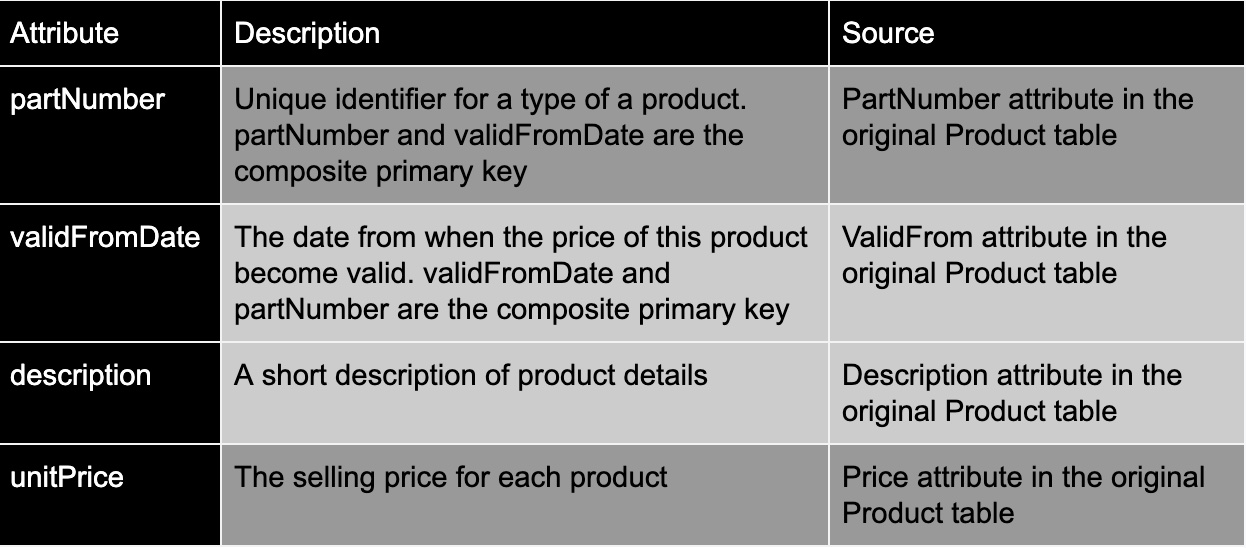 Attribute Description Source
partNumber Unique identifier for a type of a product. PartNumber attribute in the
partNumber and validFromDate are the original Product table
composite primary key
validFromDate The date from when the price of this product ValidFrom attribute in the
become valid. validFromDate and original Product table
partNumber are the composite primary key
description A short description of product details Description attribute in the
original Product table
unitPrice The selling price for each product Price attribute in the original
Product table